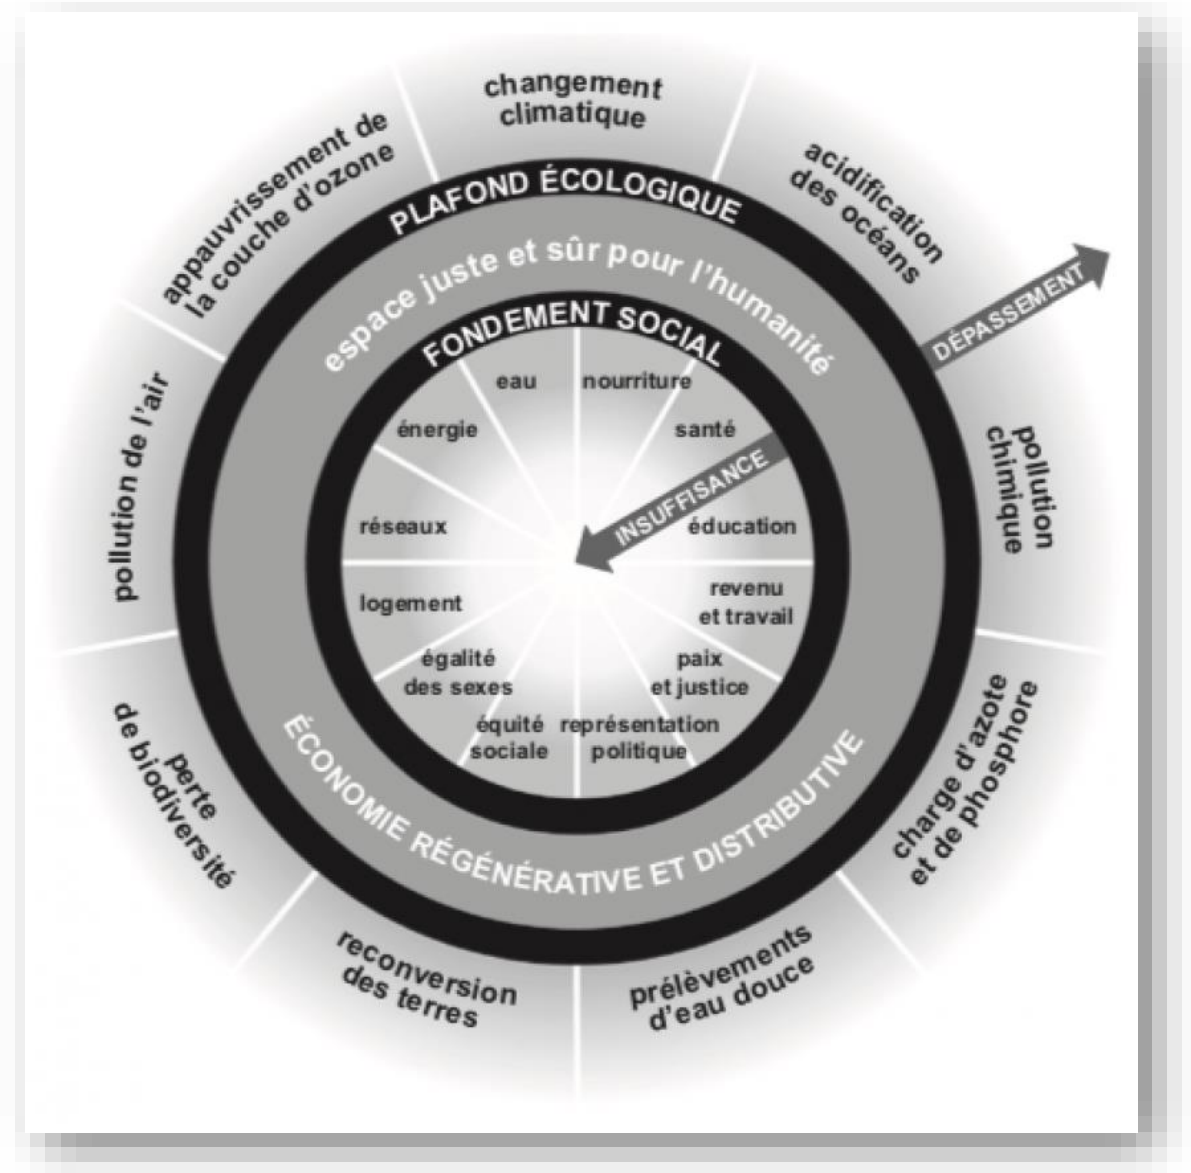 changement
climatique
acidification
des océans
DÉPASSEMENT
pollution
chimique
charge d'azote
et de phosphore
prélèvements
d'eau douce
reconversion
des terres
perte
de biodiversité
pollution de l'air
appauvrissement de
la couche d'ozone
PLAFOND ÉCOLOGIQUE
espace juste et sûr pour l'humanité
FONDEMENT SOCIAL
eau
nourriture
énergie
santé
INSUFFISANCE
réseaux
éducation
logement
revenu
et travail
égalité
des sexes
paix
et justice
équité
sociale
représentation
politique
ÉCONOMIE RÉGÉNÉRATIVE ET DISTRIBUTIVE